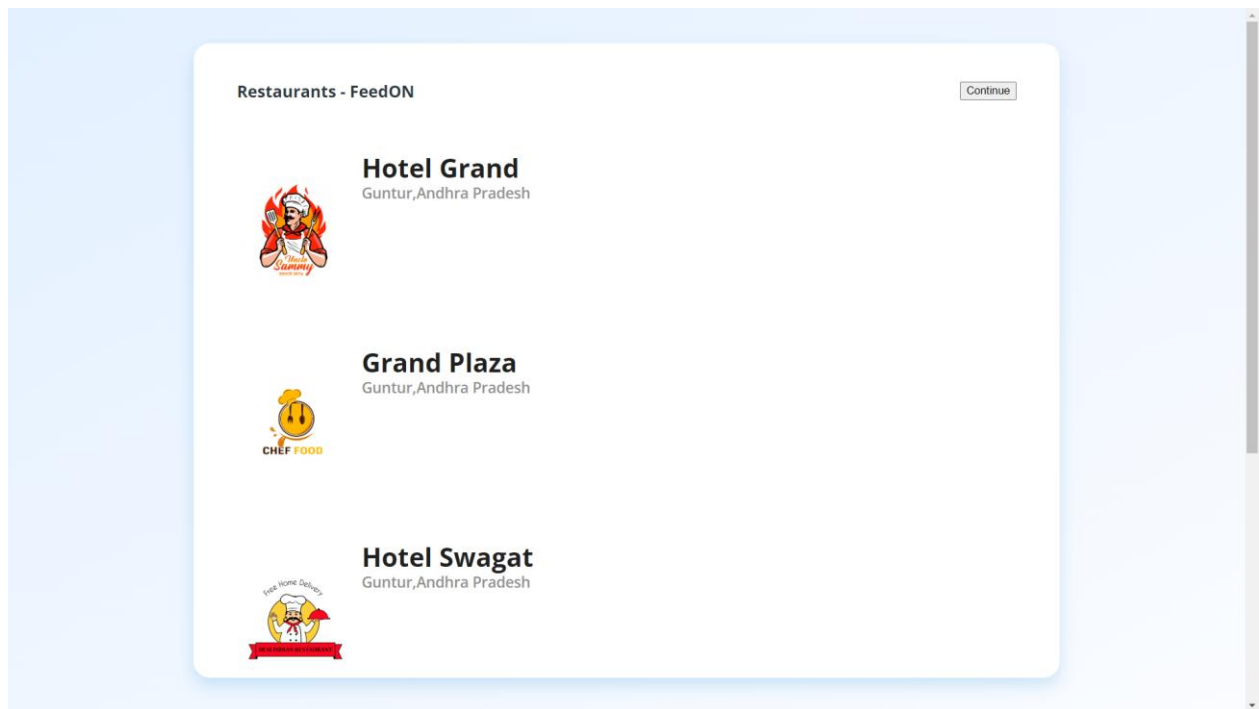 Restaurants - FeedON
Continue
Hotel Grand
Guntur,Andhra Pradesh
Uncle
Sammy
Grand Plaza
Guntur,Andhra Pradesh
CHEF FOOD
Hotel Swagat
Guntur,Andhra Pradesh
Free Home Delivery